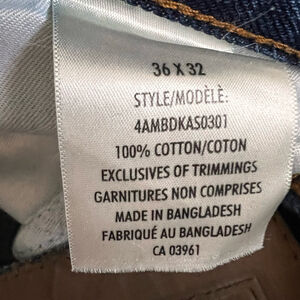 36 X 32
STYLE/MODÈLÈ:
4AMBDKAS0301
100% COTTON/COTON
EXCLUSIVES OF TRIMMINGS
GARNITURES NON COMPRISES
MADE IN BANGLADESH
FABRIQUÉ AU BANGLADESH
CA 03961